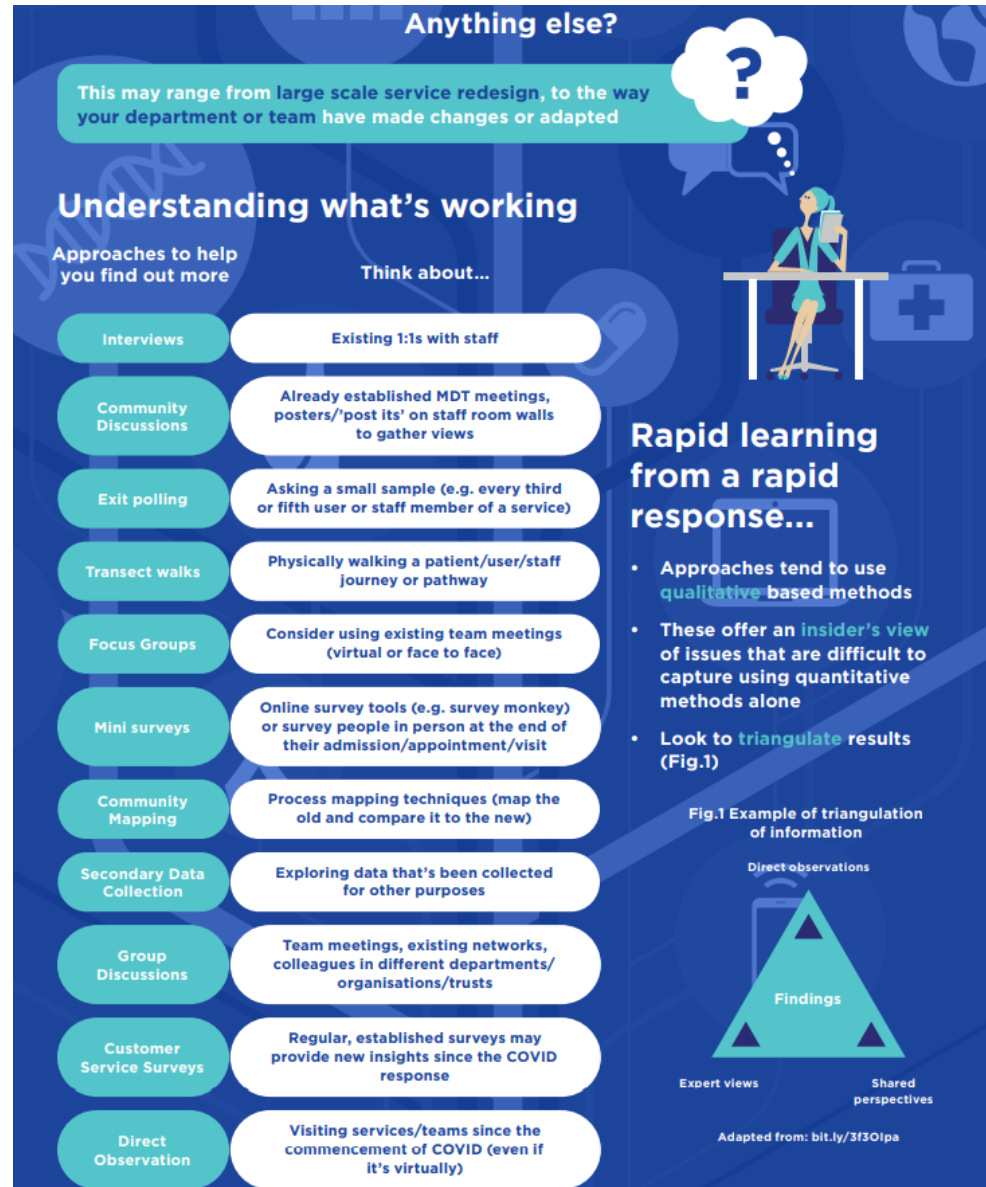 Anything else?
?
This may range from large scale service redesign, to the way
your department or team have made changes or adapted
Understanding what's working
Approaches to help
you find out more
Think about...
Interviews
Existing 1:1s with staff
Community
Discussions
Already established MDT meetings,
posters/'post its' on staff room walls
to gather views
Exit polling
Asking a small sample (e.g. every third
or fifth user or staff member of a service)
Transect walks
Physically walking a patient/user/staff
journey or pathway
Focus Groups
Consider using existing team meetings
(virtual or face to face)
Mini surveys
Online survey tools (e.g. survey monkey)
or survey people in person at the end of
their admission/appointment/visit
Community
Mapping
Process mapping techniques (map the
old and compare it to the new)
Secondary Data
Collection
Exploring data that's been collected
for other purposes
Group
Discussions
Team meetings, existing networks,
colleagues in different departments/
organisations/trusts
Customer
Service Surveys
Regular, established surveys may
provide new insights since the COVID
response
Direct
Observation
Visiting services/teams since the
commencement of COVID (even if
it's virtually)
Rapid learning
from a rapid
response...
• Approaches tend to use
qualitative based methods
• These offer an insider's view
of issues that are difficult to
capture using quantitative
methods alone
• Look to triangulate results
(Fig.1)
Fig.1 Example of triangulation
of information
Direct observations
Findings
Expert views
Shared
perspectives
Adapted from: bit.ly/3f3OIpa